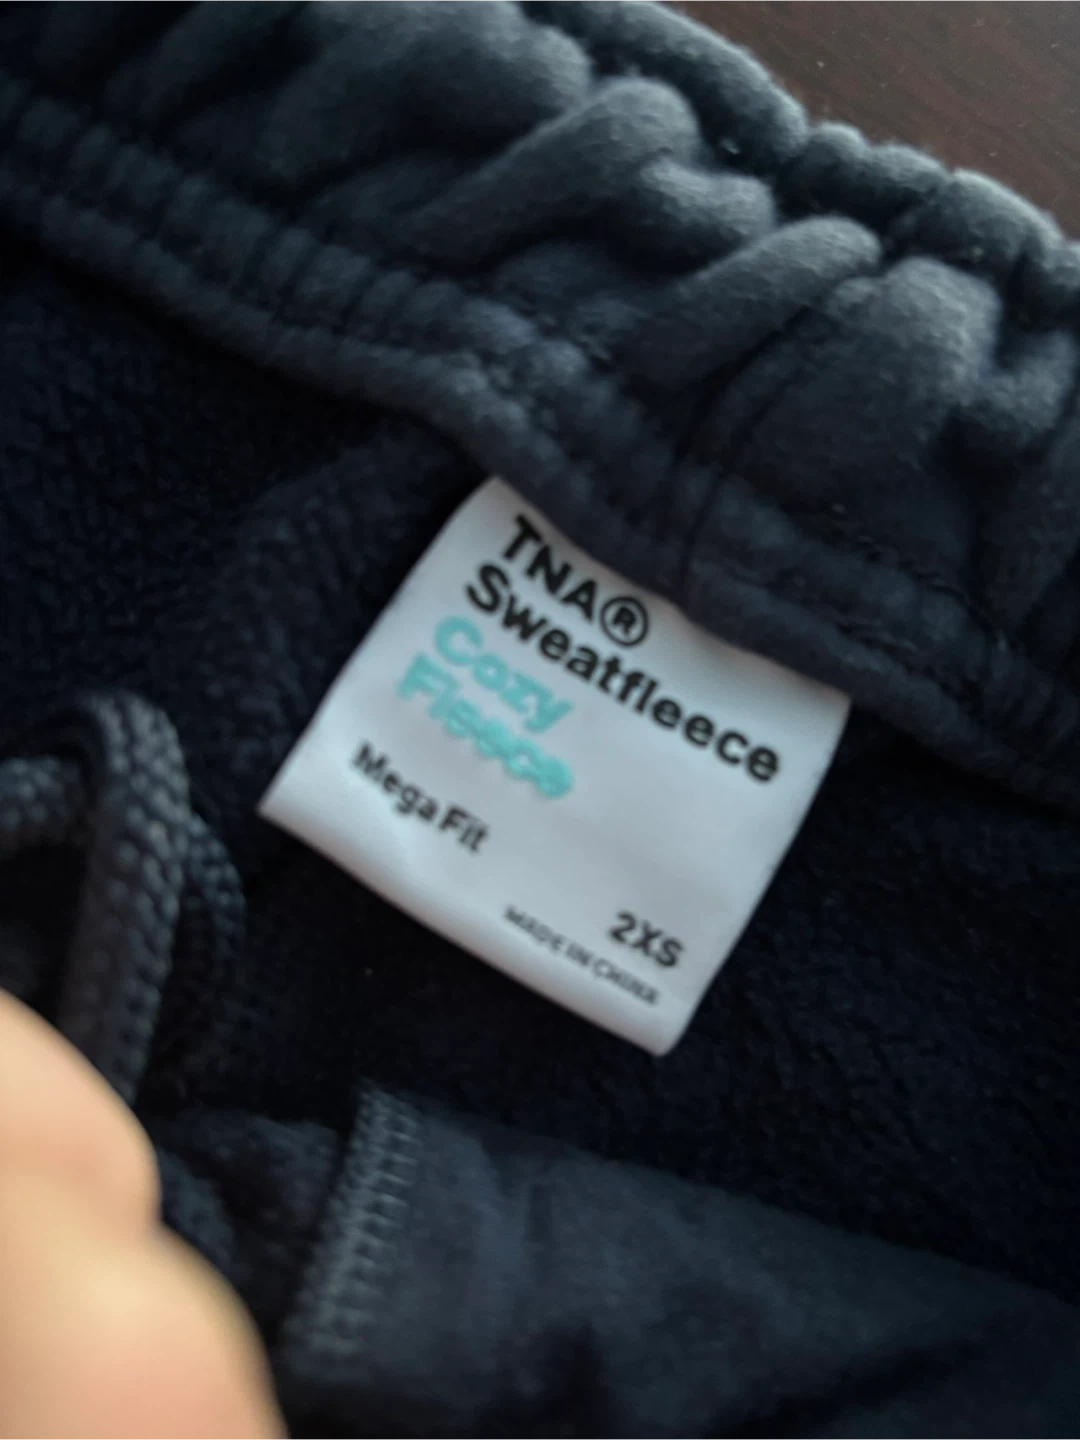 TNA®
Sweatfleece
Cozy
Fleece
Mega Fit
2XS
MADE IN CHINA